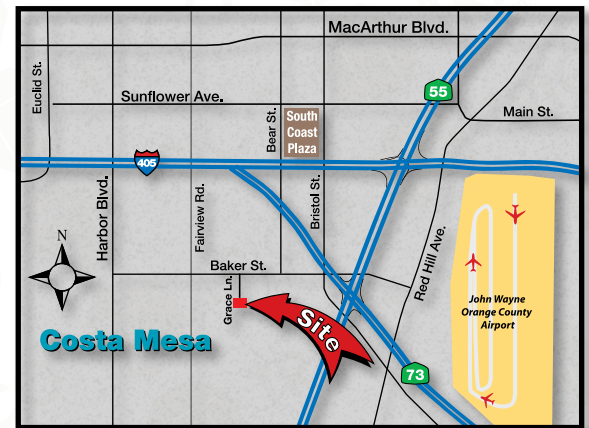 MacArthur Blvd.
Euclid St.
55
Sunflower Ave.
Bear St.
South
Coast
Plaza
Main St.
405
Harbor Blvd.
Fairview Rd.
Bristol St.
Red Hill Ave.
N
Baker St.
Grace Ln.
John Wayne
Orange County
Airport
Site
Costa Mesa
73